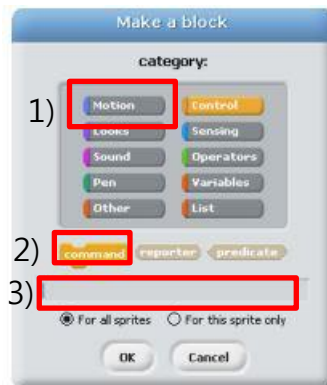 Make a block
category:
1) Motion Control
Looks Sensing
Sound Operators
Pen Variables
Other List
2) command reporter predicate
3)
For all sprites For this sprite only
OK Cancel